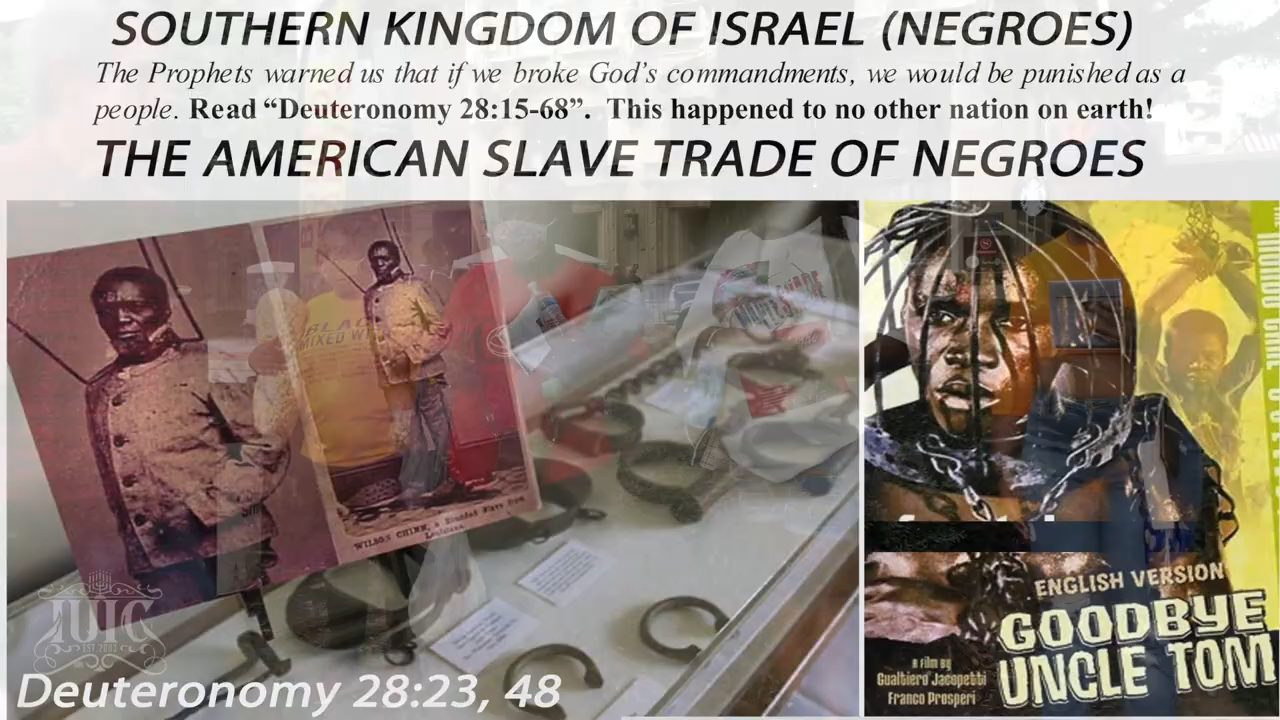 SOUTHERN KINGDOM OF ISRAEL (NEGROES)
The Prophets warned us that if we broke God's commandments, we would be punished as a
people. Read “Deuteronomy 28:15-68”. This happened to no other nation on earth!
THE AMERICAN SLAVE TRADE OF NEGROES
BLACK
MIXED WITH
WILSON CHINN, a Branded Slave from
Louisiana.
ENGLISH VERSION
GOODBYE
UNCLE TOM
A film By
Gualtiero Jacopetti
Franco Prosperi
IUIC
EST. 2003
Deuteronomy 28:23, 48